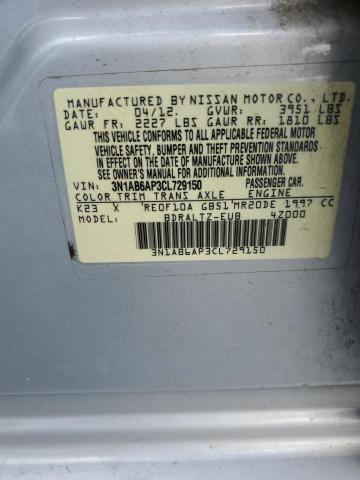 MANUFACTURED BY NISSAN MOTOR CO., LTD.
DATE: 04/12. GVWR: 3951 LBS
GAWR FR: 2227 LBS GAWR RR: 1810 LBS
THIS VEHICLE CONFORMS TO ALL APPLICABLE FEDERAL MOTOR
VEHICLE SAFETY, BUMPER, AND THEFT PREVENTION STANDARDS
IN EFFECT ON THE DATE OF MANUFACTURE SHOWN ABOVE.
SEE OWNER'S MANUAL FOR ADDITIONAL INFORMATION.
VIN: 3N1AB6AP3CL729150 PASSENGER CAR.
COLOR TRIM TRANS AXLE ENGINE
K23 X RE0F10A GB51 MR20DE 1997 CC
MODEL: BDRALTZ-EUB 4Z000
3N1AB6AP3CL729150